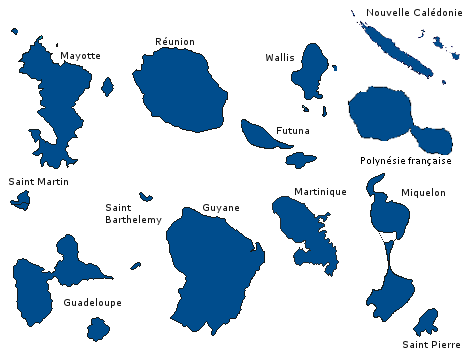 Nouvelle Calédonie
Mayotte
Réunion
Wallis
Futuna
Polynésie française
Saint Martin
Saint
Barthelemy
Guyane
Martinique
Miquelon
Guadeloupe
Saint Pierre